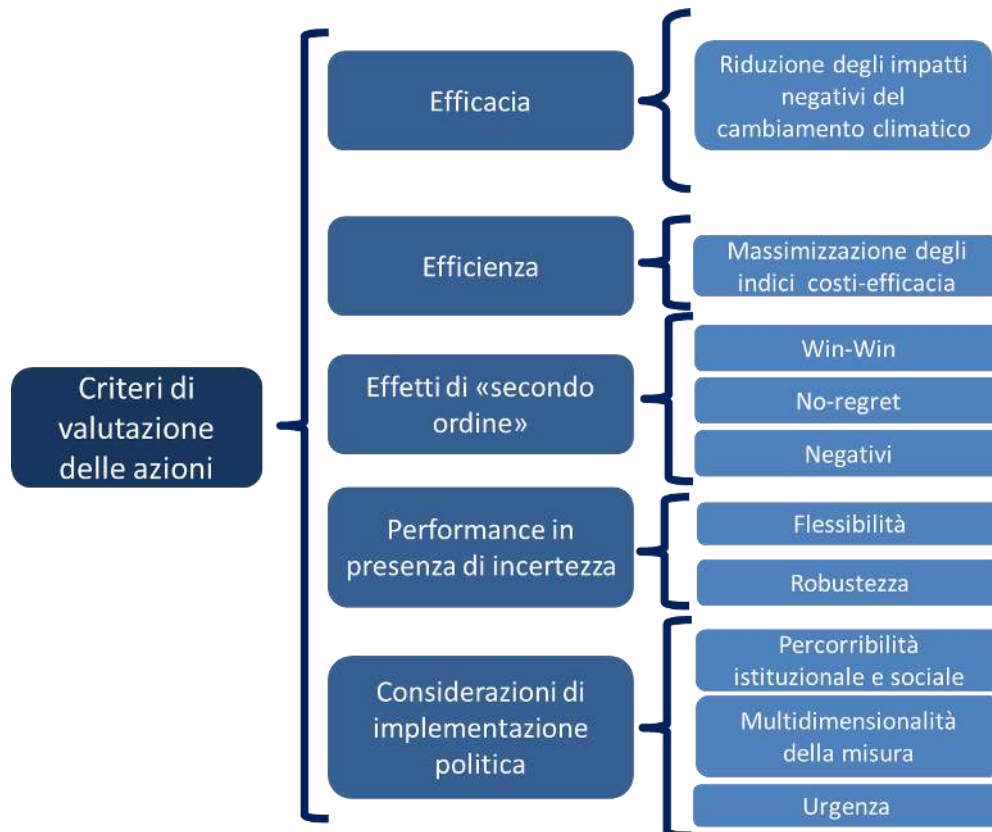 Criteri di
valutazione
delle azioni
Efficacia
Riduzione degli impatti
negativi del
cambiamento climatico
Efficienza
Massimizzazione degli
indici costi-efficacia
Effetti di «secondo
ordine»
Win-Win
No-regret
Negativi
Performance in
presenza di incertezza
Flessibilità
Robustezza
Considerazioni di
implementazione
politica
Percorribilità
istituzionale e sociale
Multidimensionalità
della misura
Urgenza